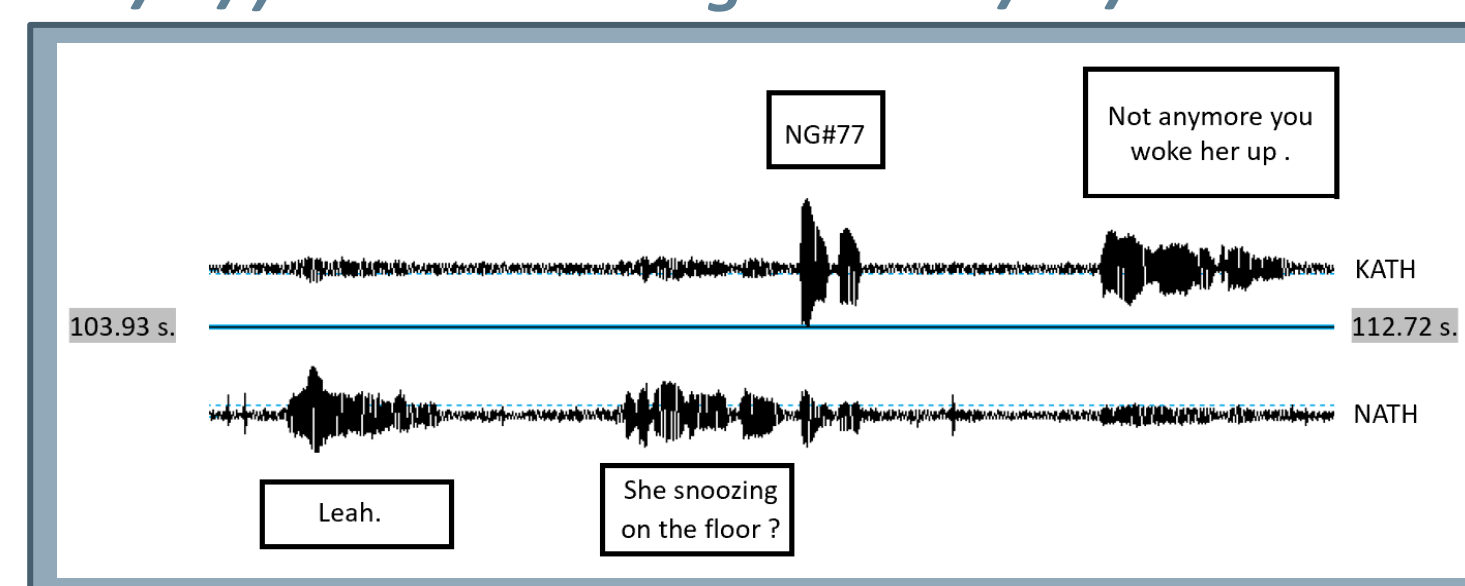 NG#77
Not anymore you
woke her up .
KATH
103.93 s.
112.72 s.
NATH
Leah.
She snoozing
on the floor ?